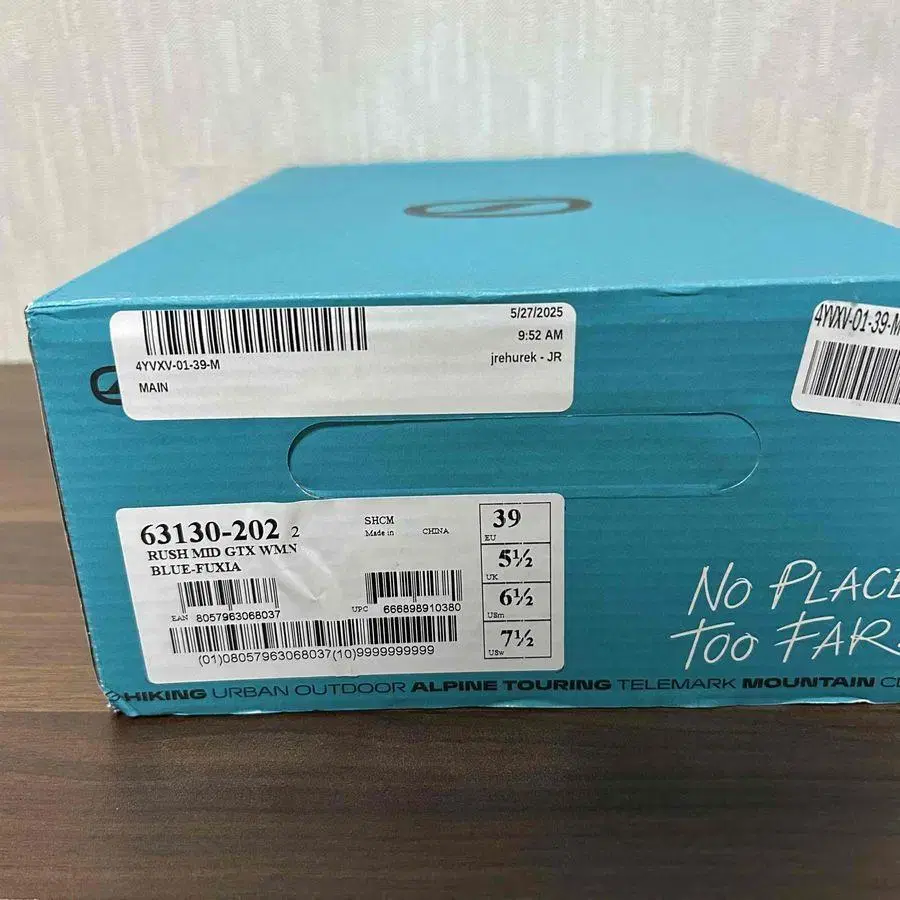 5/27/2025
9:52 AM
4YVXV-01-39-M
jrehurek - JR
MAIN
4YVXV-01-39-M
63130-202 2
RUSH MID GTX WMN
BLUE-FUXIA
SHCM
Made in CHINA
39
EU
5½
UK
6½
USm
7½
USw
EAN 8057963068037
UPC 666898910380
(01)08057963068037(10)9999999999
NO PLACE
TOO FAR.
HIKING URBAN OUTDOOR ALPINE TOURING TELEMARK MOUNTAIN